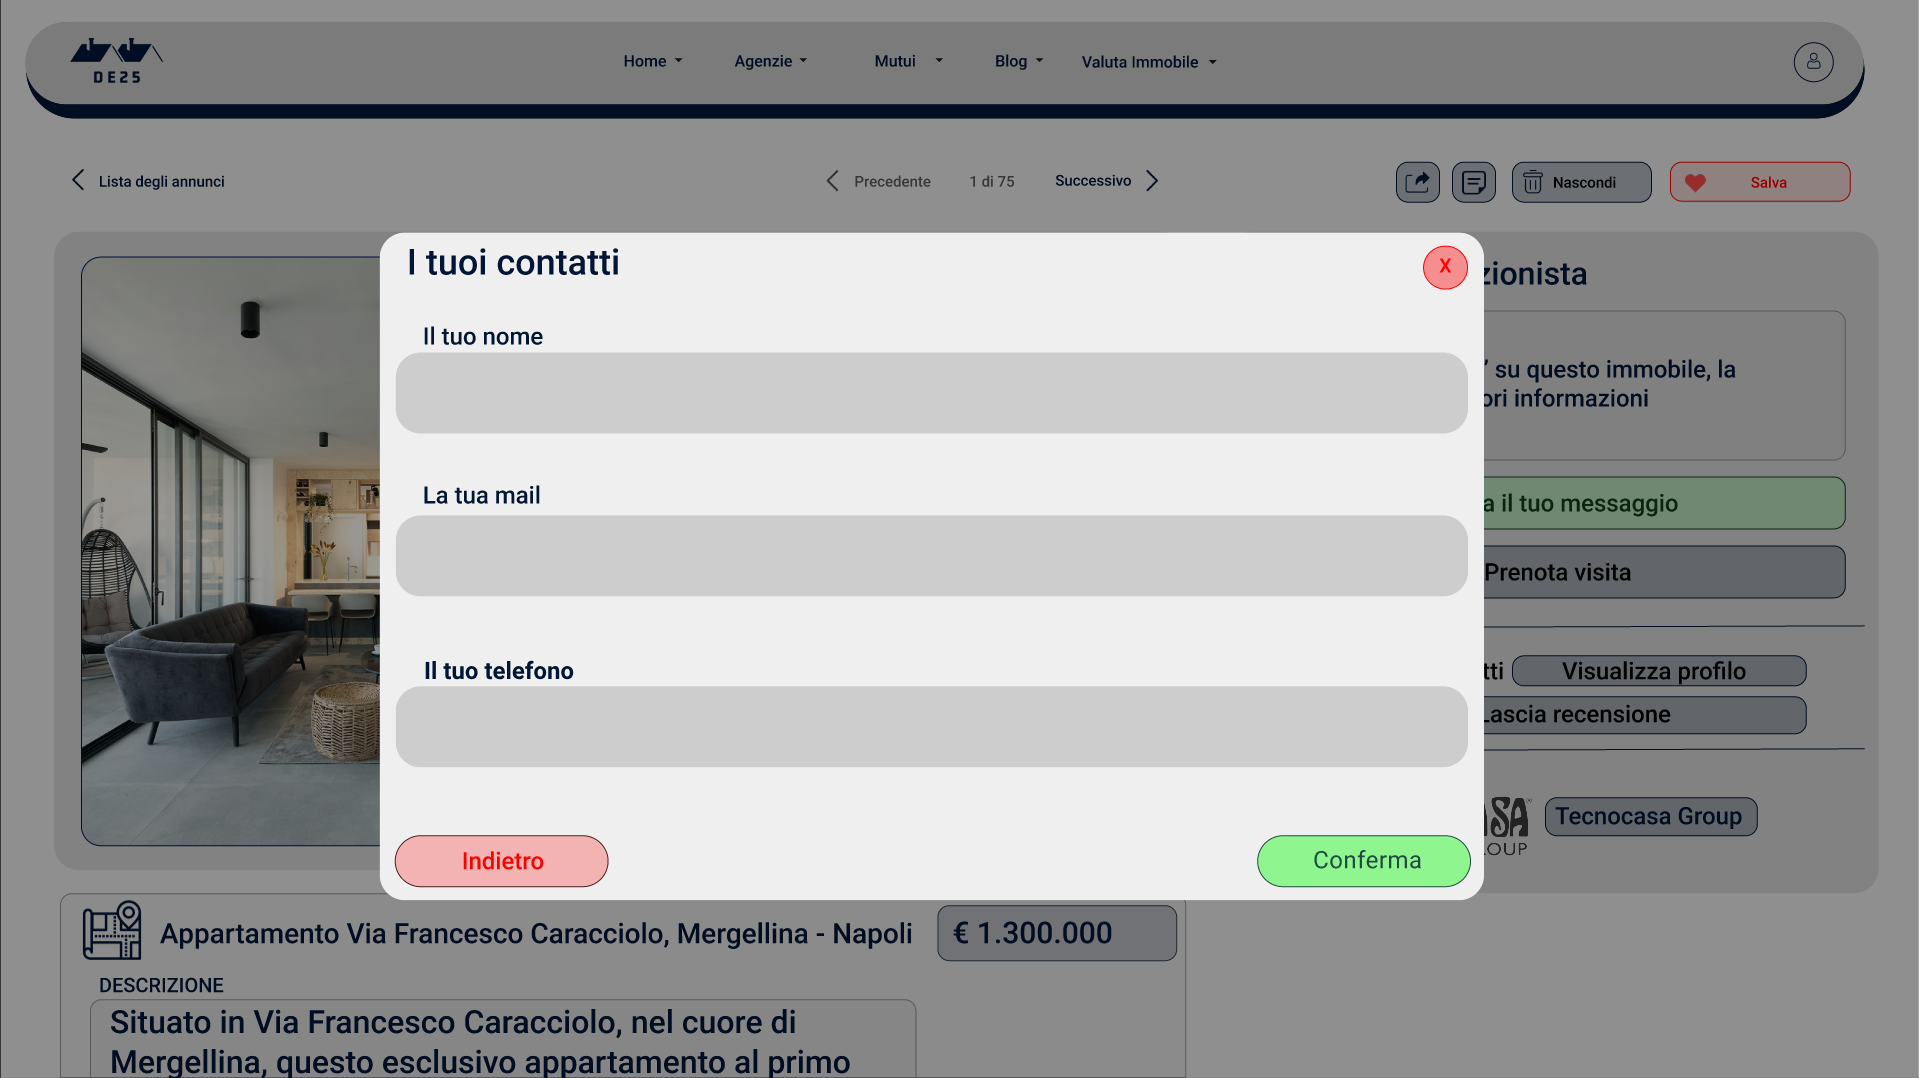 DE25
Home
Agenzie
Mutui
Blog
Valuta Immobile
Lista degli annunci
Precedente
1 di 75
Successivo
Nascondi
Salva
I tuoi contatti
X
zionista
Il tuo nome
su questo immobile, la
ori informazioni
La tua mail
a il tuo messaggio
Prenota visita
Il tuo telefono
tti
Visualizza profilo
Lascia recensione
ASA
OUP
Tecnocasa Group
Indietro
Conferma
Appartamento Via Francesco Caracciolo, Mergellina - Napoli
€ 1.300.000
DESCRIZIONE
Situato in Via Francesco Caracciolo, nel cuore di
Mergellina, questo esclusivo appartamento al primo